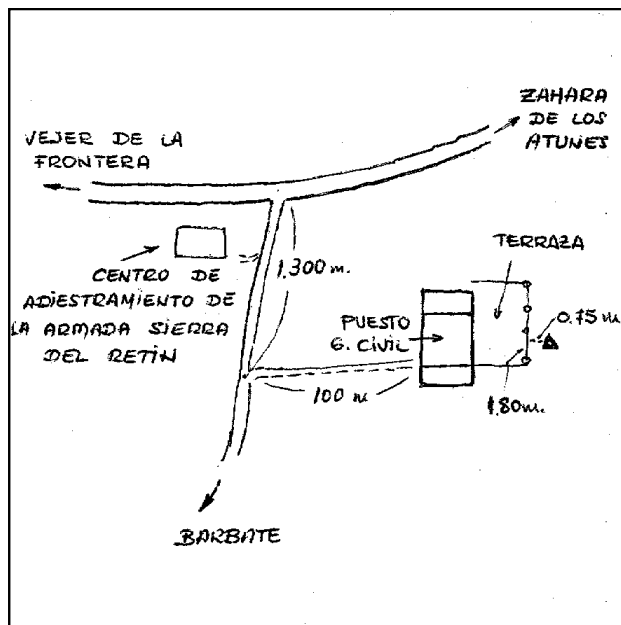 ZAHARA
DE LOS
ATUNES
VEJER DE LA
FRONTERA
TERRAZA
1.300 m.
CENTRO DE
ADIESTRAMIENTO DE
LA ARMADA SIERRA
DEL RETÍN
PUESTO
G. CIVIL
0.75 m
100 m
1.80 m.
BARBATE